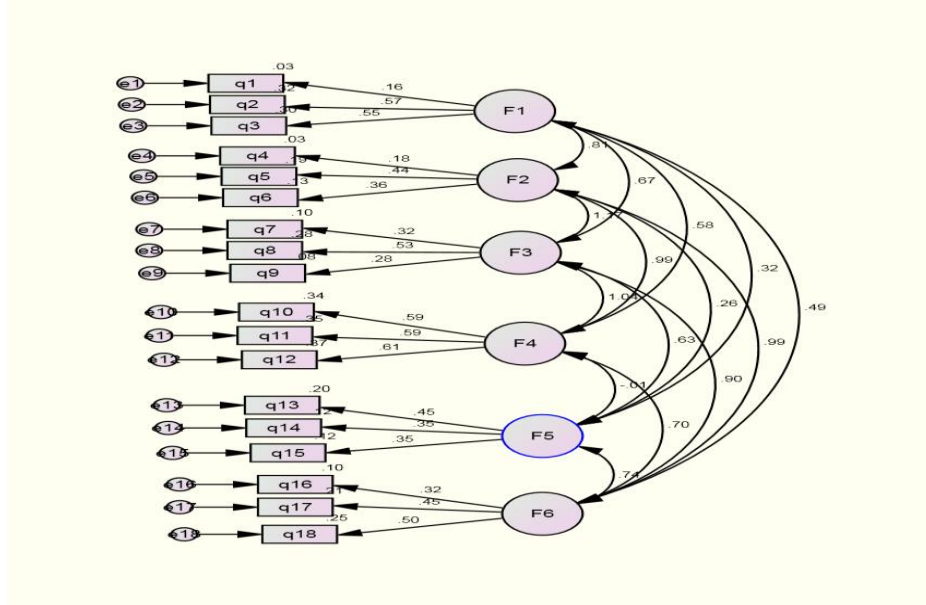 .03
e1 q1 .16
.32
e2 q2 .57 F1
.30
e3 q3 .55
.03 .81
e4 q4 .18
.19
e5 q5 .44 F2 .67
.13
e6 q6 .36
.10
e7 q7 .32 .58
.28
e8 q8 .53 F3 .99 .32
.08
e9 q9 .28
.34 1.04 .26 .49
e10 q10 .59
.35
e11 q11 .59 F4 .63 .99
.37
e12 q12 .61
.20 -.01 .90
e13 q13 .45
.12
e14 q14 .35 F5 .70
.12
e15 q15 .35
.10 .74
e16 q16 .32
.21
e17 q17 .45 F6
.25
e18 q18 .50